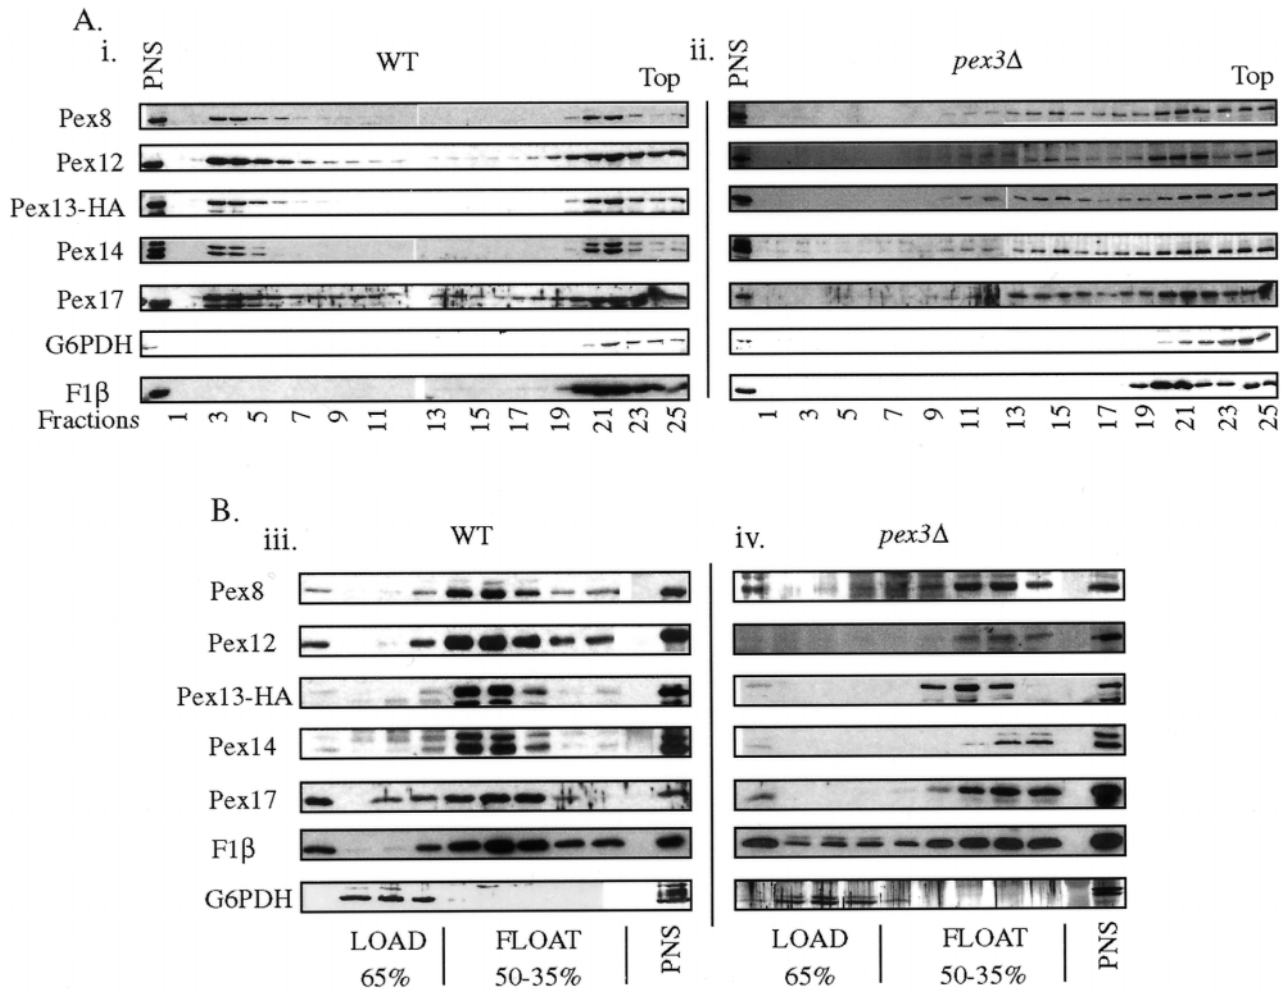 A.
i.
PNS
WT
Top
ii.
PNS
pex3Δ
Top
Pex8
Pex12
Pex13-HA
Pex14
Pex17
G6PDH
F1β
Fractions
1 3 5 7 9 11 13 15 17 19 21 23 25
1 3 5 7 9 11 13 15 17 19 21 23 25
B.
iii.
WT
iv.
pex3Δ
Pex8
Pex12
Pex13-HA
Pex14
Pex17
F1β
G6PDH
LOAD
65%
FLOAT
50-35%
PNS
LOAD
65%
FLOAT
50-35%
PNS